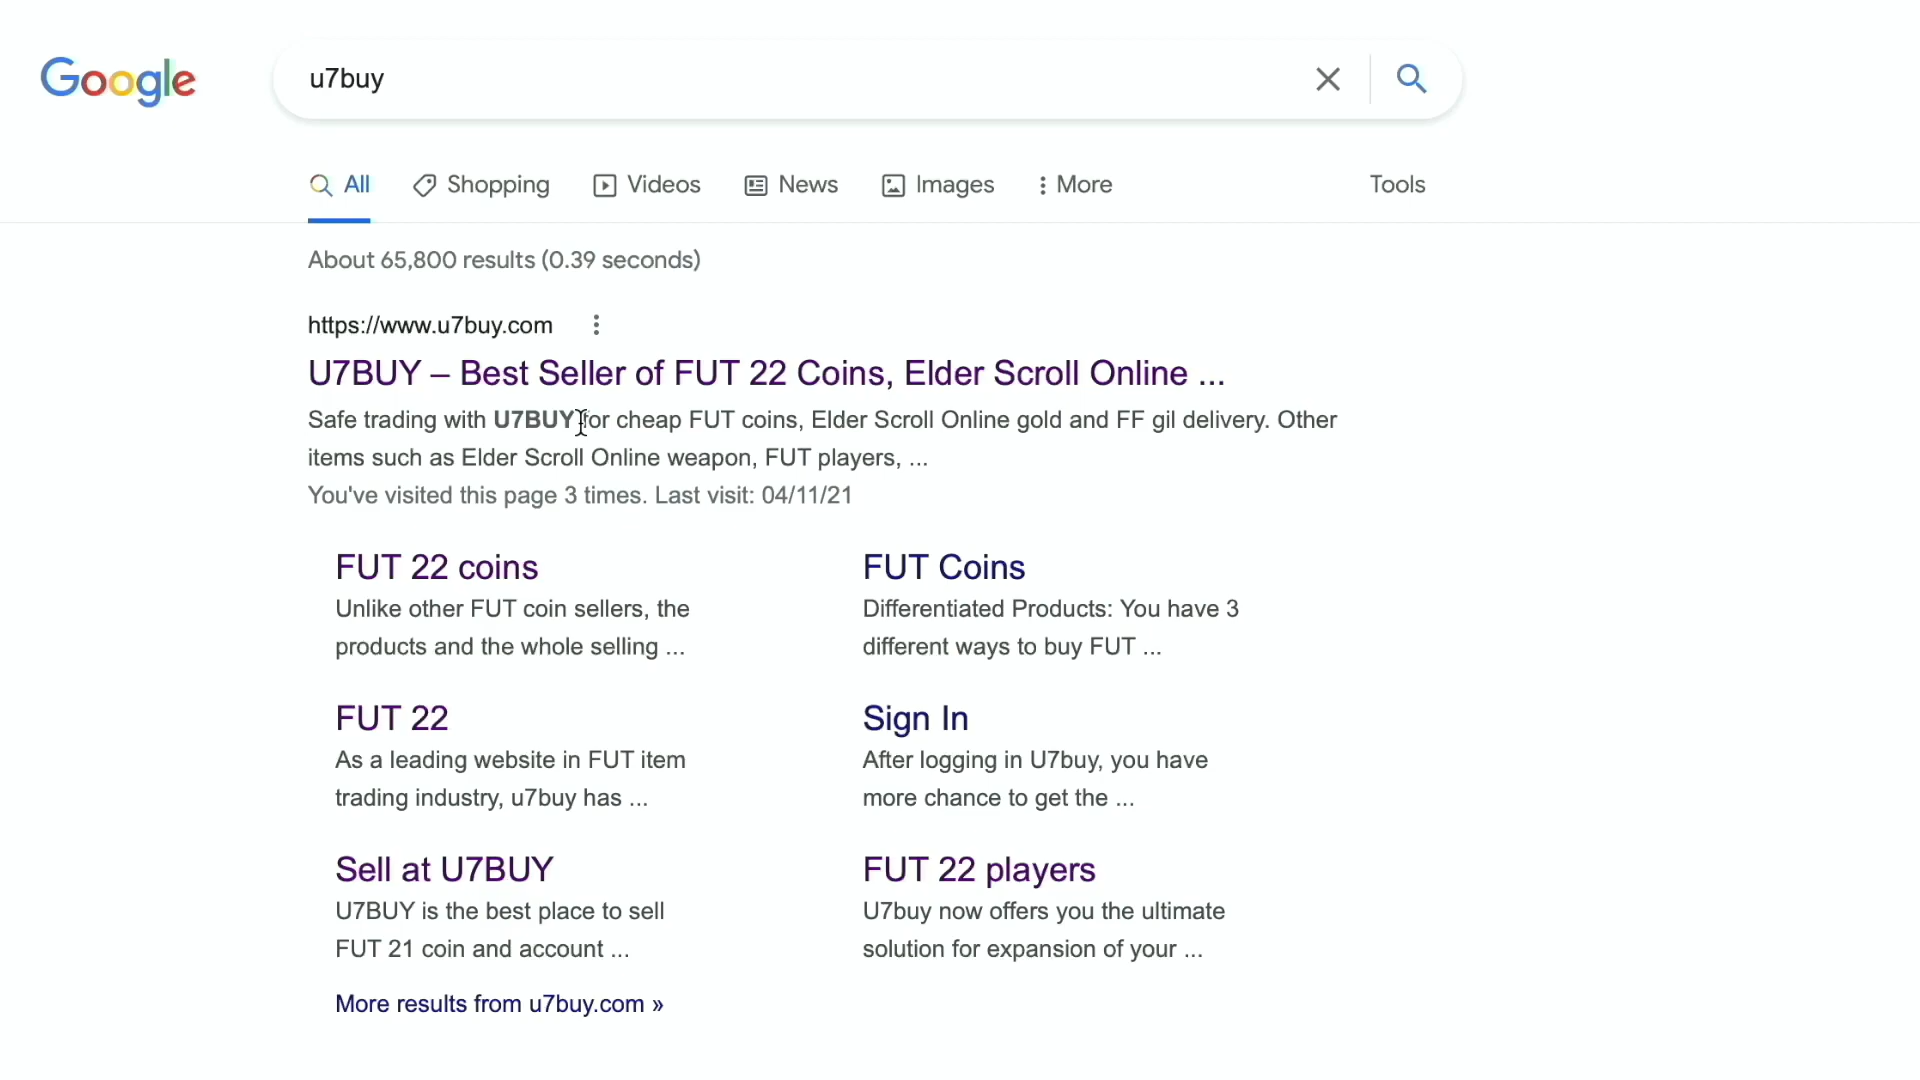 Google
u7buy
All Shopping Videos News Images More Tools
About 65,800 results (0.39 seconds)
https://www.u7buy.com
U7BUY – Best Seller of FUT 22 Coins, Elder Scroll Online ...
Safe trading with U7BUY for cheap FUT coins, Elder Scroll Online gold and FF gil delivery. Other
items such as Elder Scroll Online weapon, FUT players, ...
You've visited this page 3 times. Last visit: 04/11/21
FUT 22 coins
Unlike other FUT coin sellers, the
products and the whole selling ...
FUT Coins
Differentiated Products: You have 3
different ways to buy FUT ...
FUT 22
As a leading website in FUT item
trading industry, u7buy has ...
Sign In
After logging in U7buy, you have
more chance to get the ...
Sell at U7BUY
U7BUY is the best place to sell
FUT 21 coin and account ...
FUT 22 players
U7buy now offers you the ultimate
solution for expansion of your ...
More results from u7buy.com »